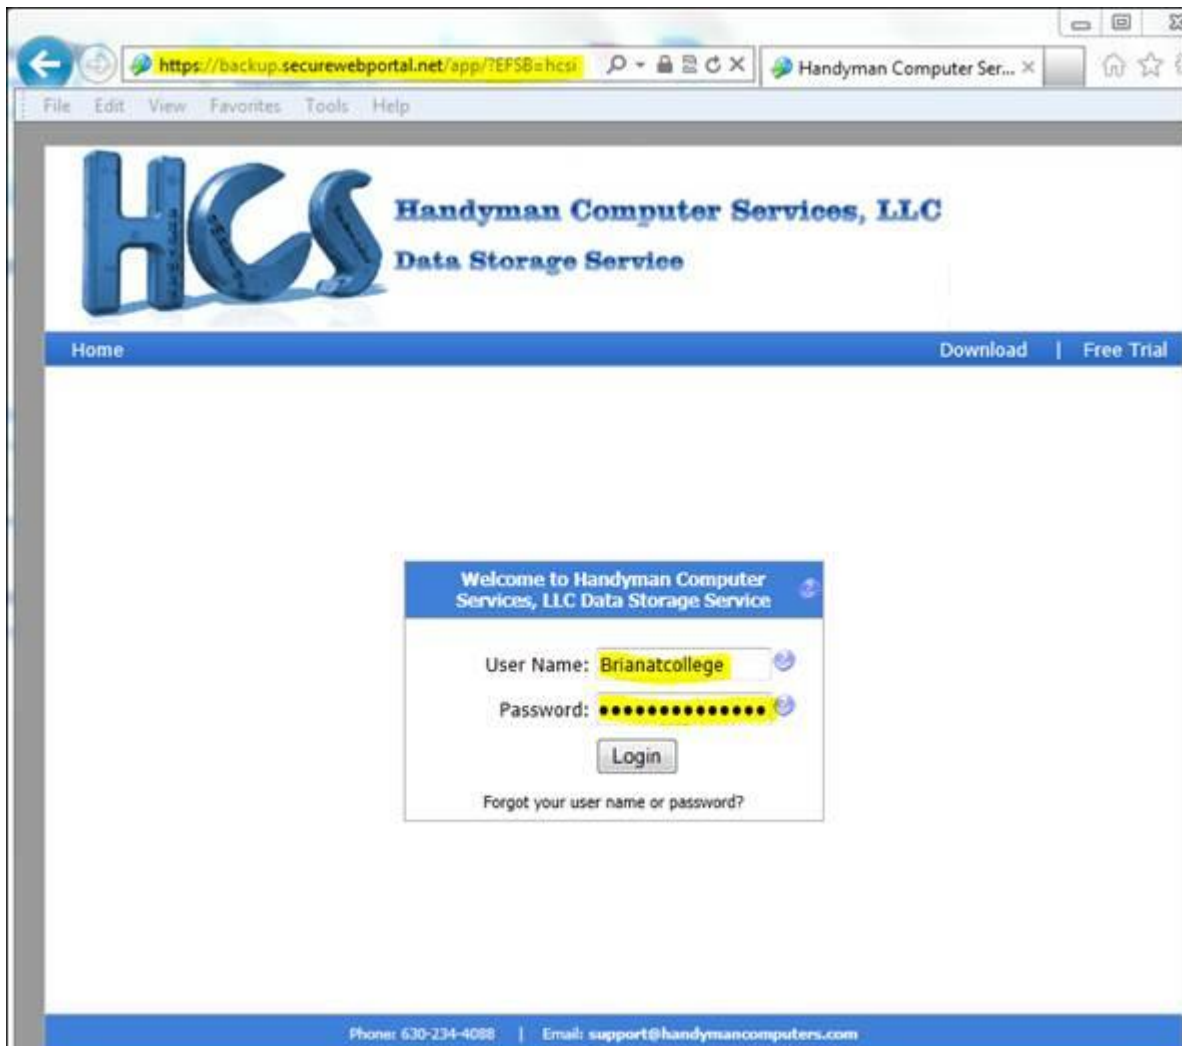 https://backup.securewebportal.net/app/?EFSB=hcsi
Handyman Computer Ser...
File Edit View Favorites Tools Help
HCS
Handyman Computer Services, LLC
Data Storage Service
Home Download | Free Trial
Welcome to Handyman Computer
Services, LLC Data Storage Service
User Name: Brianatcollege
Password: ••••••••••••••
Login
Forgot your user name or password?
Phone: 630-234-4088 | Email: support@handymancomputers.com